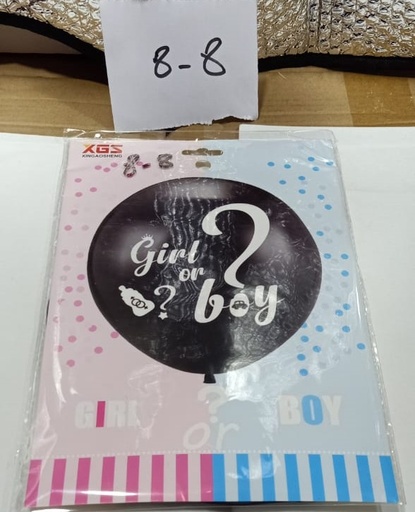 8-8
XGS
XINGAOSHENG
8-8
Girl
or
boy
?
?
GIRL
?
BOY
or